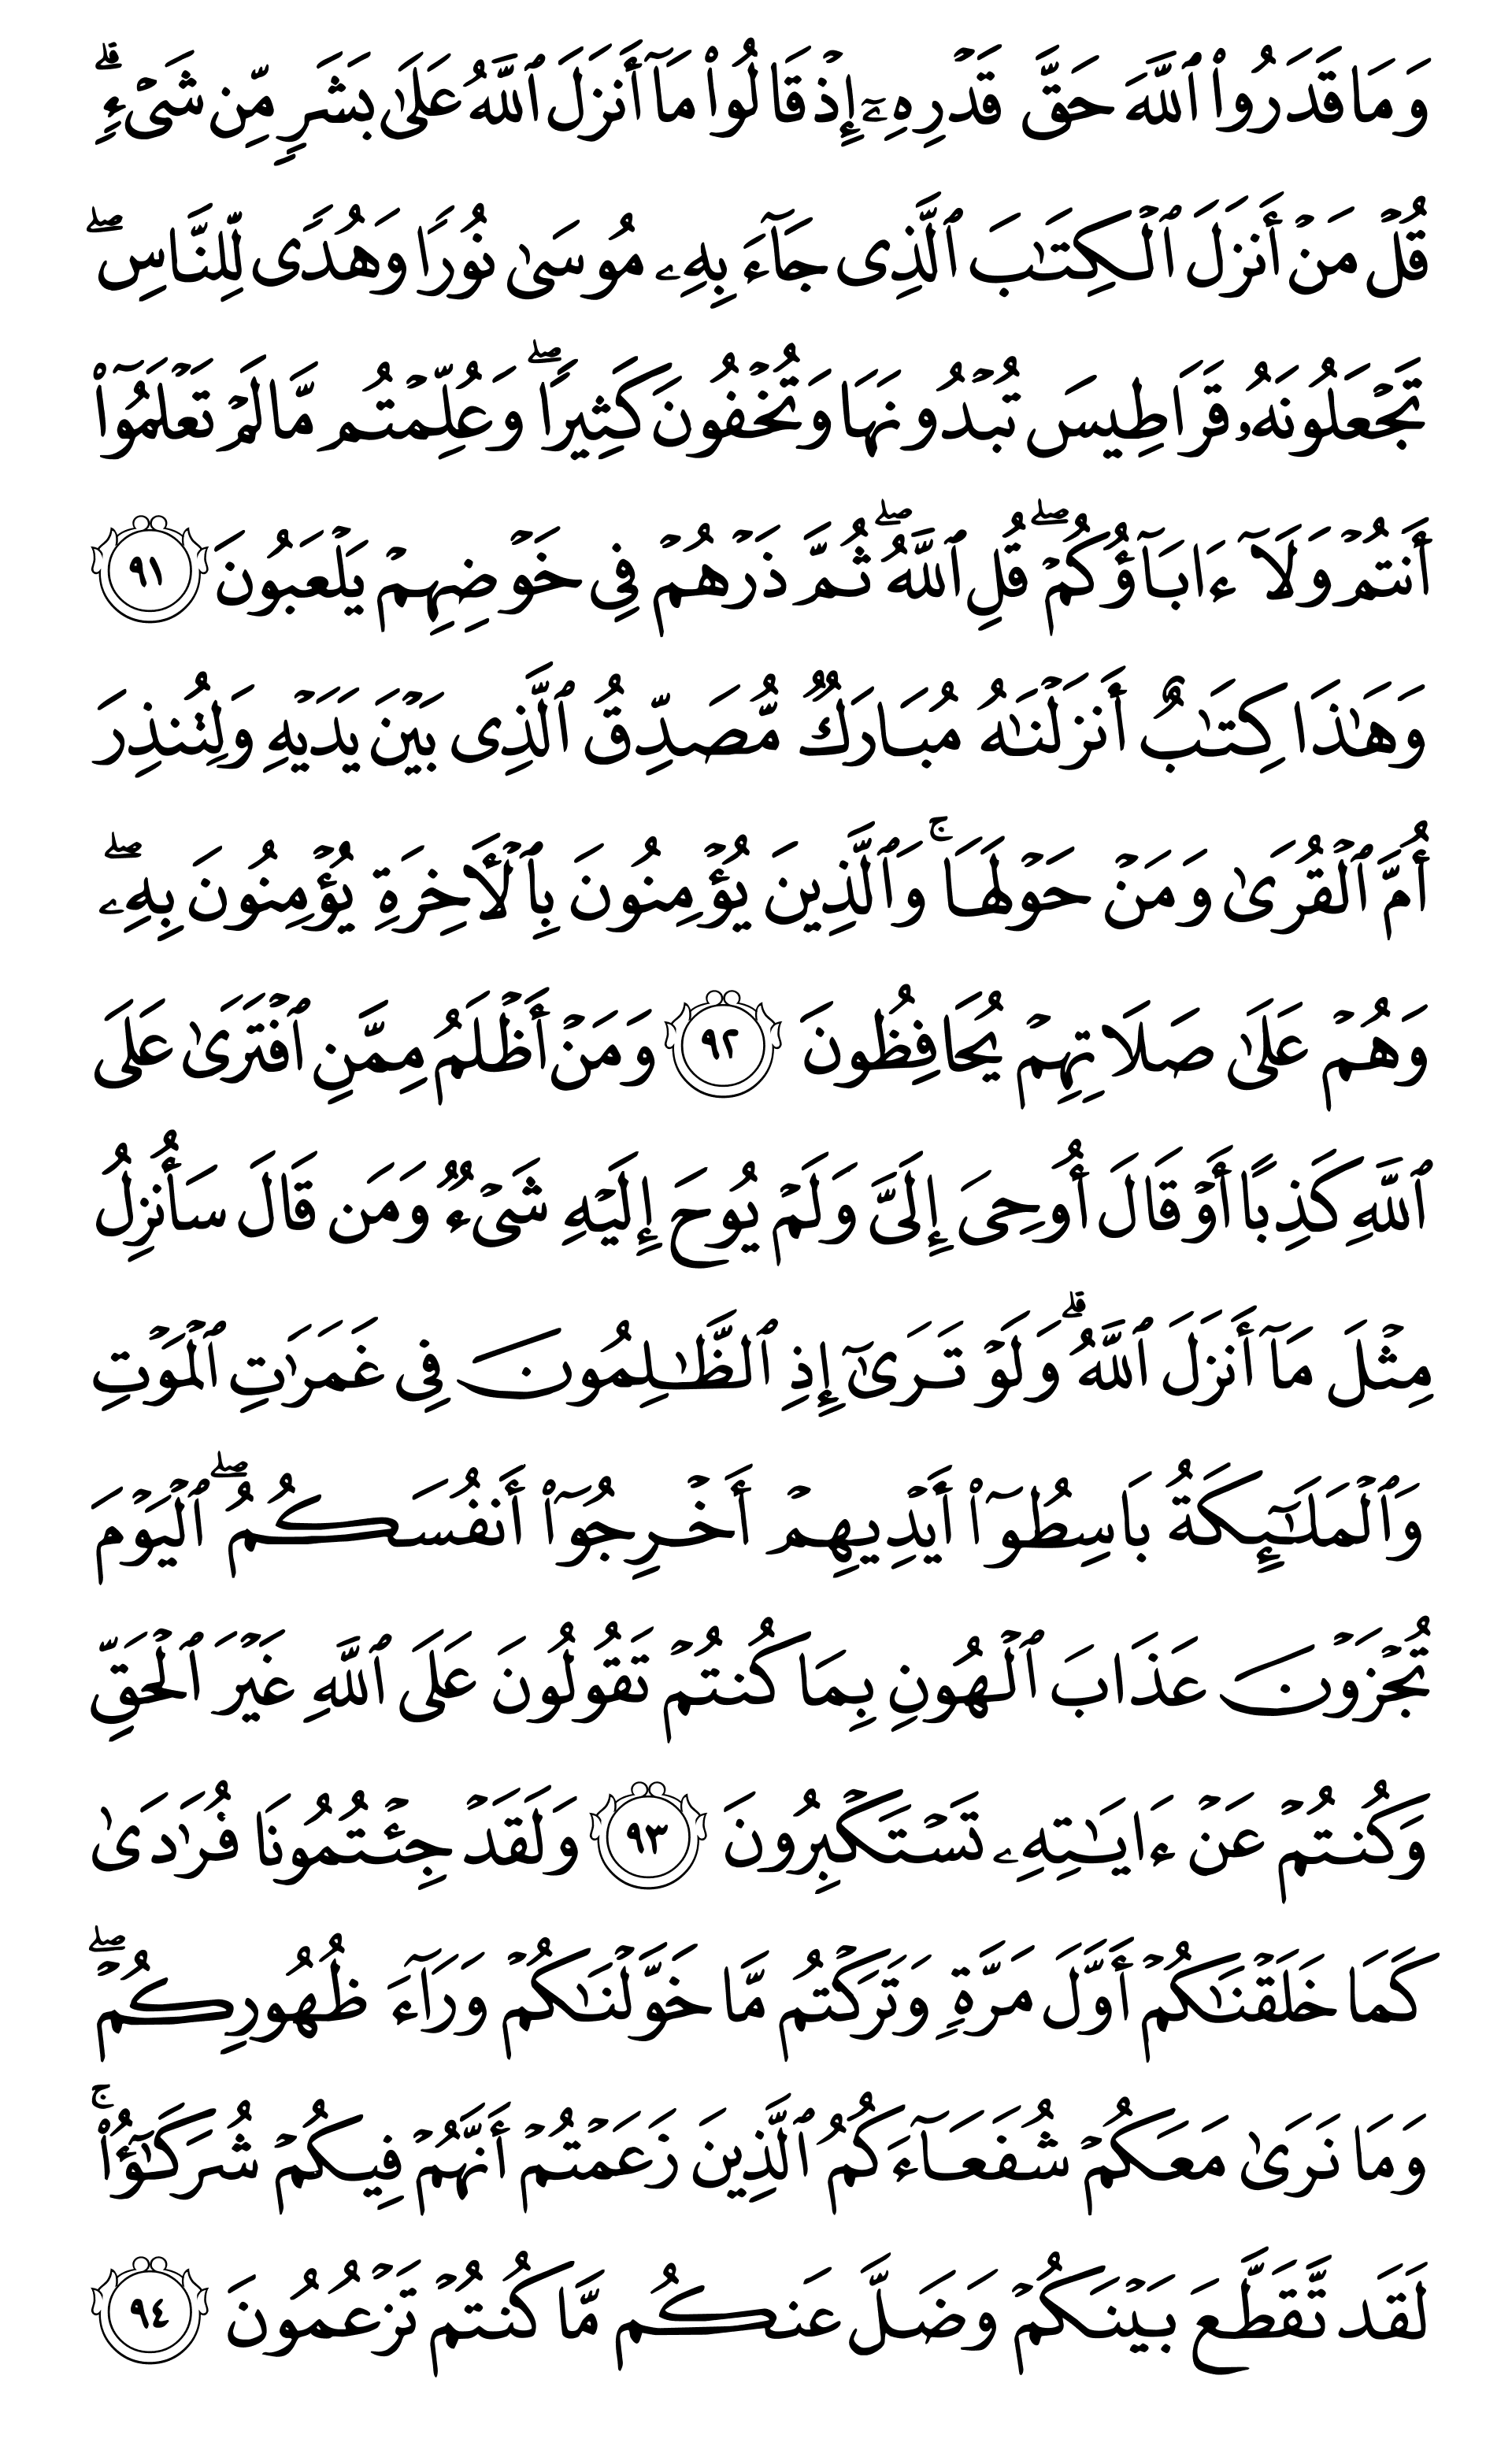 وَمَا قَدَرُوا۟ ٱللَّهَ حَقَّ قَدۡرِهِۦٓ إِذۡ قَالُوا۟ مَآ أَنزَلَ ٱللَّهُ عَلَىٰ بَشَرٍ مِّن شَىۡءٍۗ
قُلۡ مَنۡ أَنزَلَ ٱلۡكِتَـٰبَ ٱلَّذِى جَآءَ بِهِۦ مُوسَىٰ نُورًا وَهُدًى لِّلنَّاسِۖ
تَجۡعَلُونَهُۥ قَرَاطِيسَ تُبۡدُونَهَا وَتُخۡفُونَ كَثِيرًاۖ وَعُلِّمۡتُم مَّا لَمۡ تَعۡلَمُوٓا۟
أَنتُمۡ وَلَآ ءَابَآؤُكُمۡۖ قُلِ ٱللَّهُۖ ثُمَّ ذَرۡهُمۡ فِى خَوۡضِهِمۡ يَلۡعَبُونَ ٩١
وَهَـٰذَا كِتَـٰبٌ أَنزَلۡنَـٰهُ مُبَارَكٌ مُّصَدِّقُ ٱلَّذِى بَيۡنَ يَدَيۡهِ وَلِتُنذِرَ
أُمَّ ٱلۡقُرَىٰ وَمَنۡ حَوۡلَهَاۚ وَٱلَّذِينَ يُؤۡمِنُونَ بِٱلۡأَخِرَةِ يُؤۡمِنُونَ بِهِۦۖ
وَهُمۡ عَلَىٰ صَلَاتِهِمۡ يُحَافِظُونَ ٩٢ وَمَنۡ أَظۡلَمُ مِمَّنِ ٱفۡتَرَىٰ عَلَى
ٱللَّهِ كَذِبًا أَوۡ قَالَ أُوحِىَ إِلَىَّ وَلَمۡ يُوحَ إِلَيۡهِ شَىۡءٌ وَمَن قَالَ سَأُنزِلُ
مِثۡلَ مَآ أَنزَلَ ٱللَّهُۗ وَلَوۡ تَرَىٰٓ إِذِ ٱلظَّـٰلِمُونَ فِى غَمَرَٰتِ ٱلۡمَوۡتِ
وَٱلۡمَلَـٰٓئِكَةُ بَاسِطُوٓا۟ أَيۡدِيهِمۡ أَخۡرِجُوٓا۟ أَنفُسَكُمُۖ ٱلۡيَوۡمَ
تُجۡزَوۡنَ عَذَابَ ٱلۡهُونِ بِمَا كُنتُمۡ تَقُولُونَ عَلَى ٱللَّهِ غَيۡرَ ٱلۡحَقِّ
وَكُنتُمۡ عَنۡ ءَايَـٰتِهِۦ تَسۡتَكۡبِرُونَ ٩٣ وَلَقَدۡ جِئۡتُمُونَا فُرَٰدَىٰ
كَمَا خَلَقۡنَـٰكُمۡ أَوَّلَ مَرَّةٍ وَتَرَكۡتُم مَّا خَوَّلۡنَـٰكُمۡ وَرَآءَ ظُهُورِكُمۡۖ
وَمَا نَرَىٰ مَعَكُمۡ شُفَعَآءَكُمُ ٱلَّذِينَ زَعَمۡتُمۡ أَنَّهُمۡ فِيكُمۡ شُرَكَـٰٓؤُا۟ۚ
لَقَد تَّقَطَّعَ بَيۡنَكُمۡ وَضَلَّ عَنكُم مَّا كُنتُمۡ تَزۡعُمُونَ ٩٤